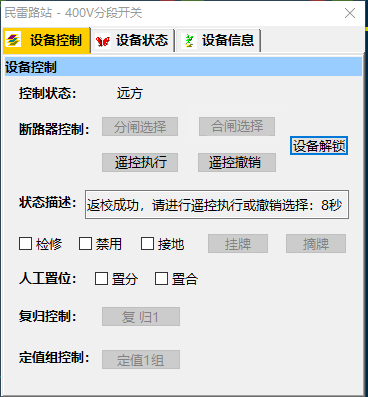 民雷路站 - 400V分段开关
设备控制 设备状态 设备信息
设备控制
控制状态： 远方
断路器控制： 分闸选择 合闸选择
设备解锁
遥控执行 遥控撤销
状态描述： 返校成功，请进行遥控执行或撤销选择：8秒
检修 禁用 接地 挂牌 摘牌
人工置位： 置分 置合
复归控制： 复 归1
定值组控制： 定值1组